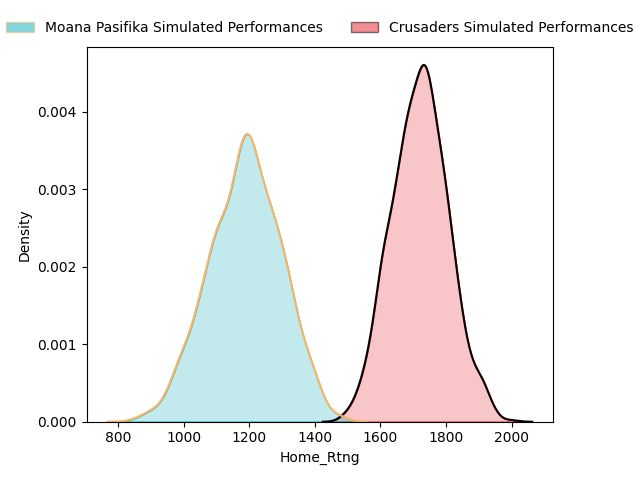 Moana Pasifika Simulated Performances Crusaders Simulated Performances
0.004
0.003
0.002
0.001
0.000
Density
800 1000 1200 1400 1600 1800 2000
Home_Rtng